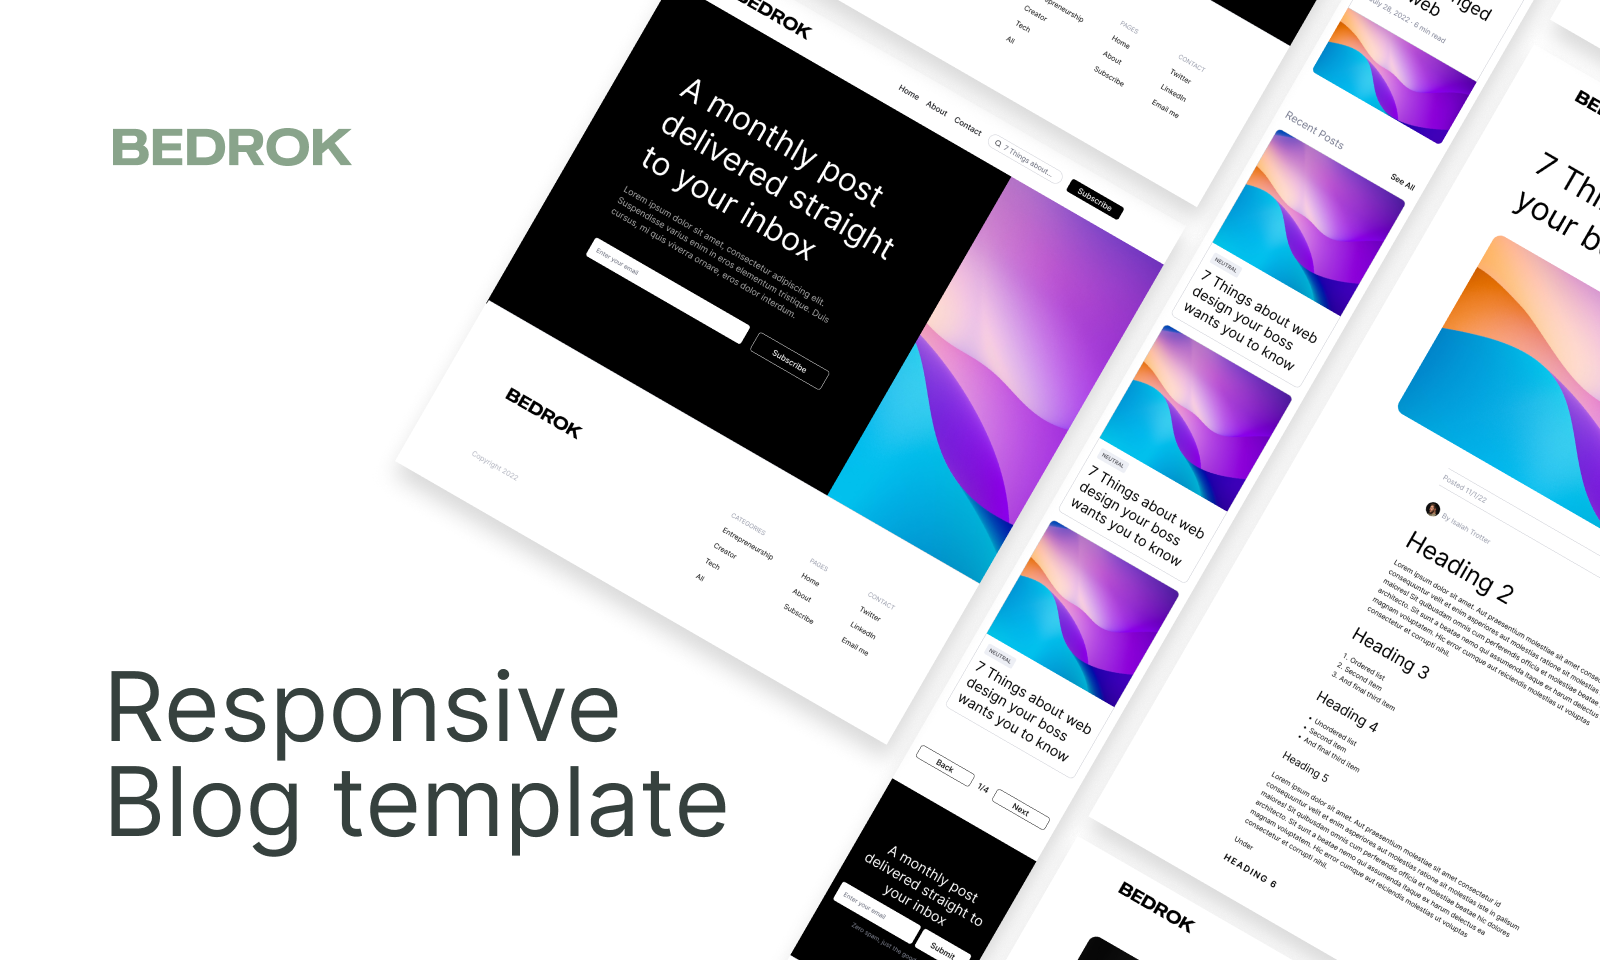 BEDROK
Responsive
Blog template
BEDROK
Home
About
Contact
7 Things about...
Subscribe
A monthly post
delivered straight
to your inbox
Lorem ipsum dolor sit amet, consectetur adipiscing elit.
Suspendisse varius enim in eros elementum tristique. Duis
cursus, mi quis viverra ornare, eros dolor interdum.
Enter your email
Subscribe
BEDROK
Copyright 2022
CATEGORIES
Entrepreneurship
Creator
Tech
All
PAGES
Home
About
Subscribe
CONTACT
Twitter
LinkedIn
Email me
Creator
Tech
All
PAGES
Home
About
Subscribe
CONTACT
Twitter
LinkedIn
Email me
web
July 28, 2022 · 6 min read
Recent Posts
See All
NEUTRAL
7 Things about web
design your boss
wants you to know
NEUTRAL
7 Things about web
design your boss
wants you to know
NEUTRAL
7 Things about web
design your boss
wants you to know
Back
1/4
Next
A monthly post
delivered straight to
your inbox
Enter your email
Submit
Zero spam, just the good
7 Thi
your b
Posted 11/1/22
By Isaiah Trotter
Heading 2
Lorem ipsum dolor sit amet. Aut praesentium molestiae sit amet
consequuntur velit et enim asperiores aut molestias ratione sit molestias
maiores! Sit quibusdam omnis cum perferendis officia et molestiae beatae
architecto. Sit sunt a beatae nemo qui assumenda itaque ex harum delectus
magnam voluptatem. Hic error cumque aut reiciendis molestias ut voluptas
consectetur et corrupti nihil.
Heading 3
1. Ordered list
2. Second item
3. And final third item
Heading 4
• Unordered list
• Second item
• And final third item
Heading 5
Lorem ipsum dolor sit amet. Aut praesentium molestiae sit amet consectetur id
consequuntur velit et enim asperiores aut molestias ratione sit molestias iste in galisum
maiores! Sit quibusdam omnis cum perferendis officia et molestiae beatae hic dolores
architecto. Sit sunt a beatae nemo qui assumenda itaque ex harum delectus ea
magnam voluptatem. Hic error cumque aut reiciendis molestias ut voluptas
consectetur et corrupti nihil.
Under
HEADING 6
BEDROK